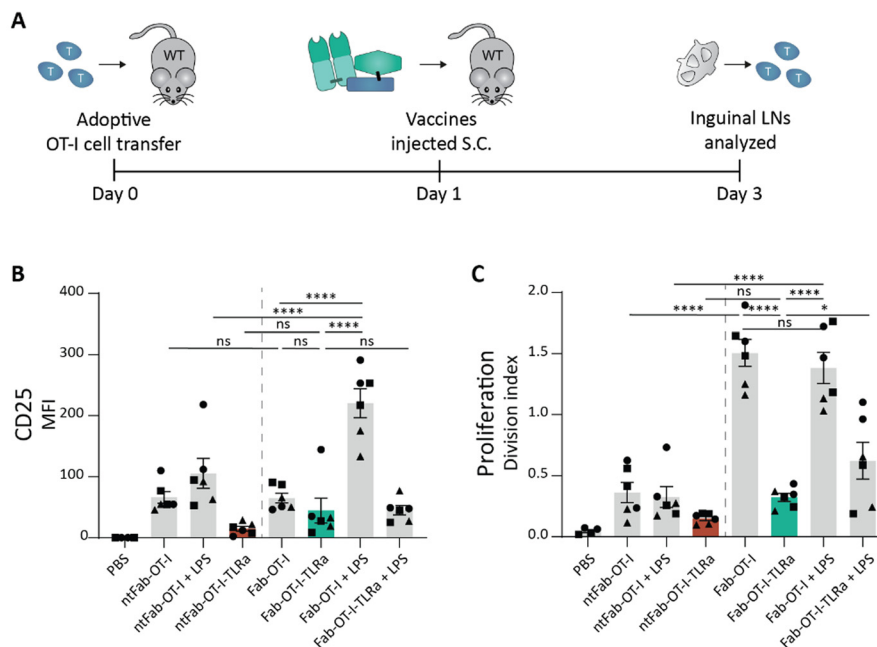 A
T
T
T
WT
WT
T
T
T
Adoptive
OT-I cell transfer
Vaccines
injected S.C.
Inguinal LNs
analyzed
Day 0
Day 1
Day 3
B
CD25
MFI
400
300
200
100
0
****
****
ns
****
ns
ns
ns
PBS
ntFab-OT-I
ntFab-OT-I + LPS
ntFab-OT-I-TLRa
Fab-OT-I
Fab-OT-I-TLRa
Fab-OT-I + LPS
Fab-OT-I-TLRa + LPS
C
Proliferation
Division index
2.0
1.5
1.0
0.5
0.0
****
ns
****
****
****
*
ns
PBS
ntFab-OT-I
ntFab-OT-I + LPS
ntFab-OT-I-TLRa
Fab-OT-I
Fab-OT-I-TLRa
Fab-OT-I + LPS
Fab-OT-I-TLRa + LPS